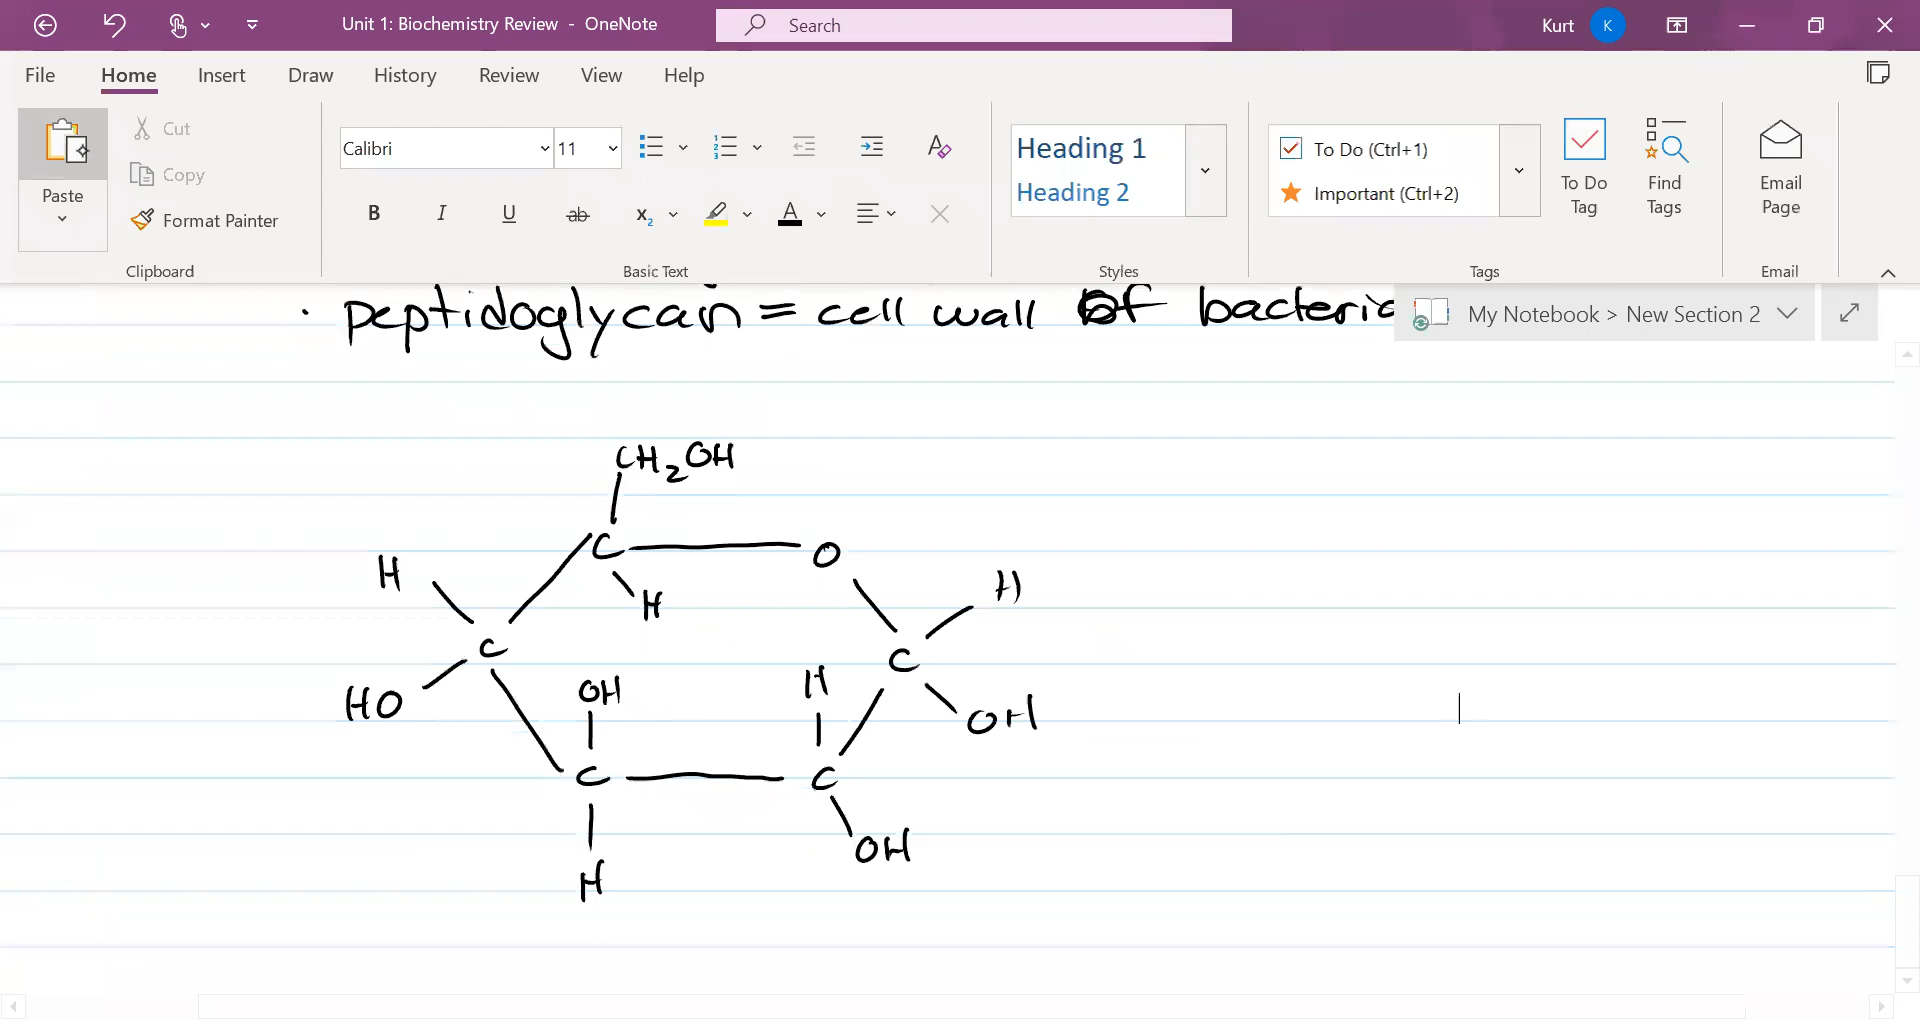 Unit 1: Biochemistry Review - OneNote
Search
Kurt
K
File Home Insert Draw History Review View Help
Paste
Cut
Copy
Format Painter
Clipboard
Calibri 11
B I U ab x₂ A
Basic Text
Heading 1
Heading 2
Styles
To Do (Ctrl+1)
Important (Ctrl+2)
To Do Tag
Find Tags
Tags
Email Page
Email
· peptidoglycan = cell wall of bacteria
My Notebook > New Section 2
CH₂OH
C O
H H
H
C C
HO OH H OH
C C
OH
H